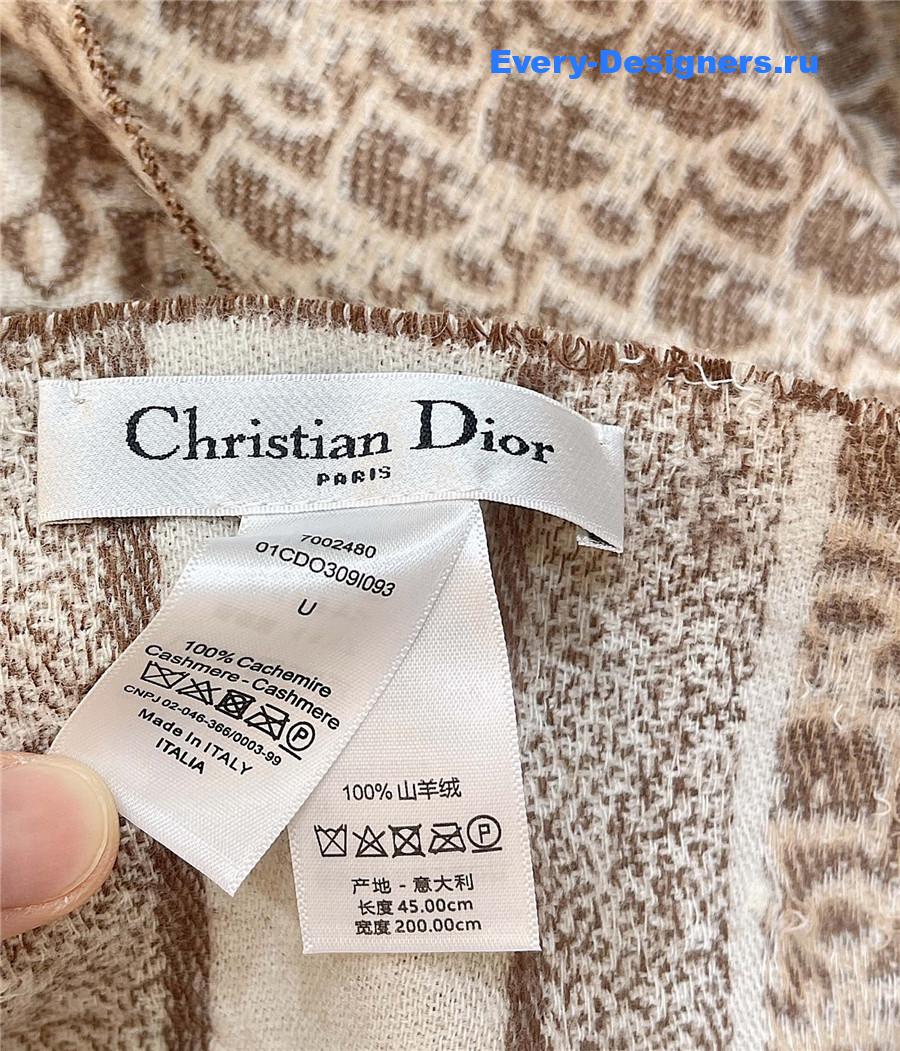 Every-Designers.ru
Christian Dior
PARIS
7002480
01CDO309I093
U
100% Cachemire
Cashmere - Cashmere
CNPJ 02-046-366/0003-99
Made In ITALY
ITALIA
100% 山羊绒
产地 - 意大利
长度 45.00cm
宽度 200.00cm